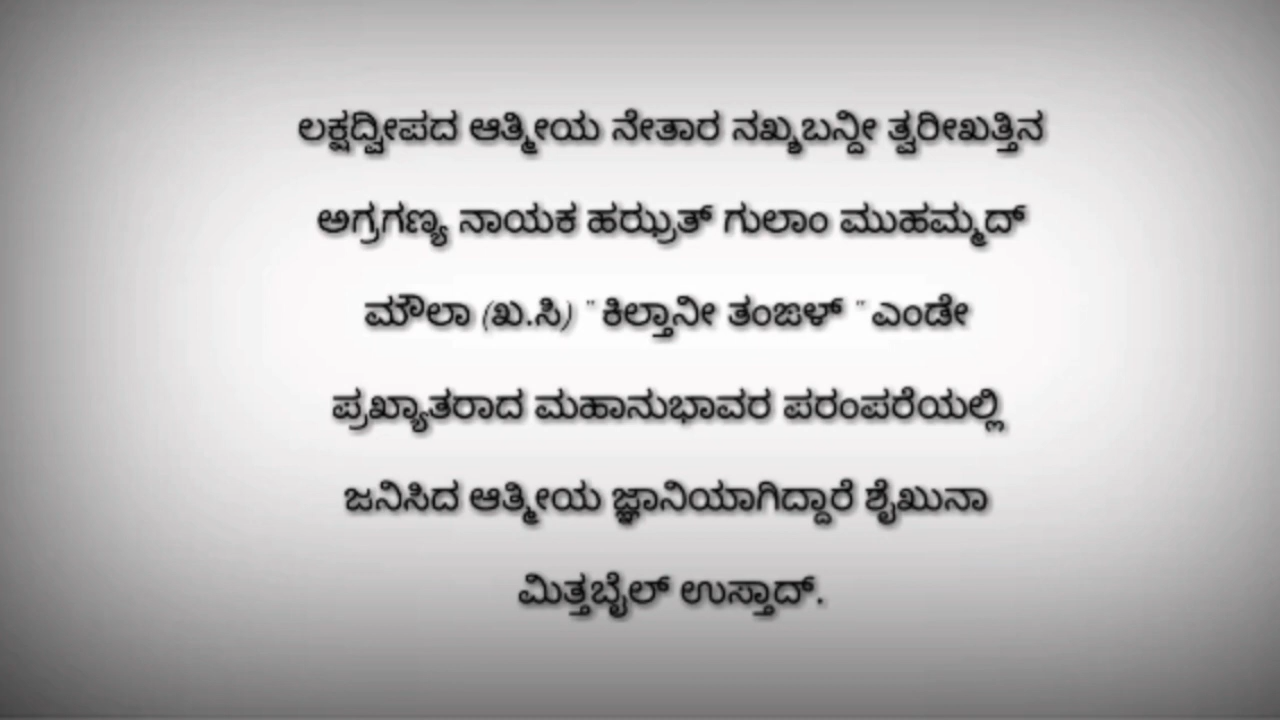 ಲಕ್ಷದ್ವೀಪದ ಆತ್ಮೀಯ ನೇತಾರ ನಖ್ಶಬನ್ದೀ ತ್ವರೀಖತ್ತಿನ
ಅಗ್ರಗಣ್ಯ ನಾಯಕ ಹಝ್ರತ್ ಗುಲಾಂ ಮುಹಮ್ಮದ್
ಮೌಲಾ (ಖ.ಸಿ) " ಕಿಲ್ತಾನೀ ತಂಙಳ್ " ಎಂಡೇ
ಪ್ರಖ್ಯಾತರಾದ ಮಹಾನುಭಾವರ ಪರಂಪರೆಯಲ್ಲಿ
ಜನಿಸಿದ ಆತ್ಮೀಯ ಜ್ಞಾನಿಯಾಗಿದ್ದಾರೆ ಶೈಖುನಾ
ಮಿತ್ತಬೈಲ್ ಉಸ್ತಾದ್.